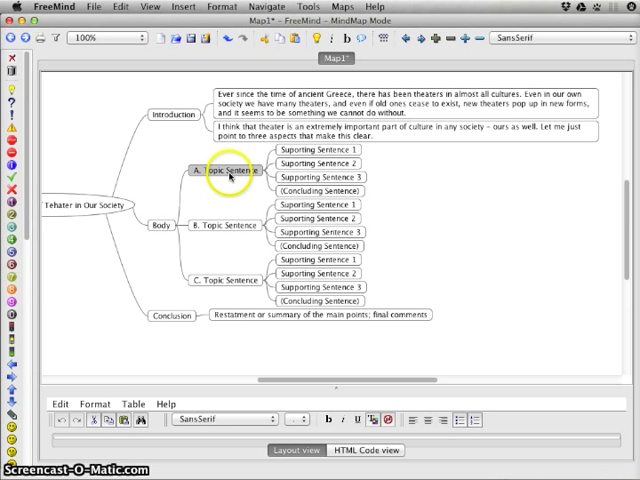 FreeMind File Edit View Insert Format Navigate Tools Maps Help
Map1* - FreeMind - MindMap Mode
100%
SansSerif
Map1*
Introduction
Ever since the time of ancient Greece, there has been theaters in almost all cultures. Even in our own
society we have many theaters, and even if old ones cease to exist, new theaters pop up in new forms,
and it seems to be something we cannot do without.
I think that theater is an extremely important part of culture in any society - ours as well. Let me just
point to three aspects that make this clear.
Tehater in Our Society
Body
A. Topic Sentence
Suporting Sentence 1
Suporting Sentence 2
Supporting Sentence 3
(Concluding Sentence)
B. Topic Sentence
Suporting Sentence 1
Suporting Sentence 2
Supporting Sentence 3
(Concluding Sentence)
C. Topic Sentence
Suporting Sentence 1
Suporting Sentence 2
Supporting Sentence 3
(Concluding Sentence)
Conclusion
Restatment or summary of the main points; final comments
Edit Format Table Help
SansSerif
b i u
Layout view HTML Code view
Screencast-O-Matic.com